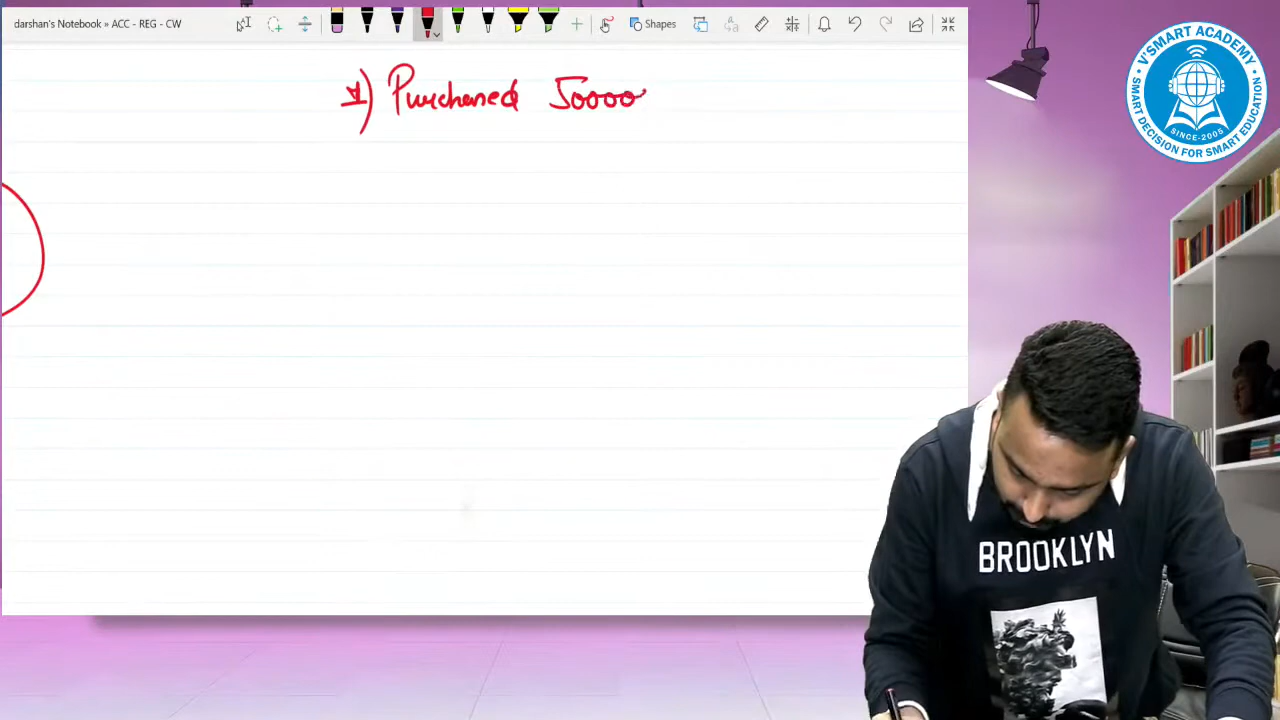 darshan's Notebook » ACC - REG - CW
Shapes
1) Purchased 50000
V'SMART ACADEMY
SINCE-2005
SMART DECISION FOR SMART EDUCATION
BROOKLYN